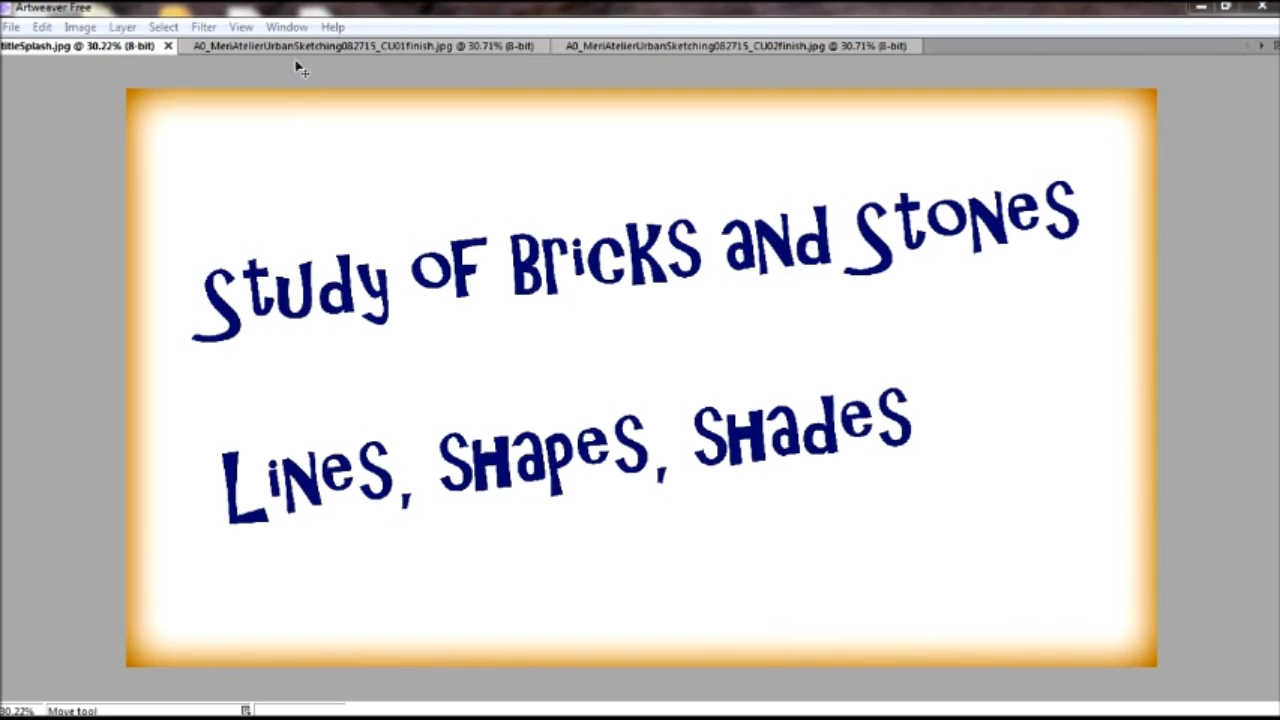 Artweaver Free
File Edit Image Layer Select Filter View Window Help
titleSplash.jpg @ 30.22% (8-bit) A0_MeriAtelierUrbanSketching082715_CU01finish.jpg @ 30.71% (8-bit) A0_MeriAtelierUrbanSketching082715_CU02finish.jpg @ 30.71% (8-bit)
Study of Bricks and Stones
Lines, Shapes, Shades
30.22% Move tool